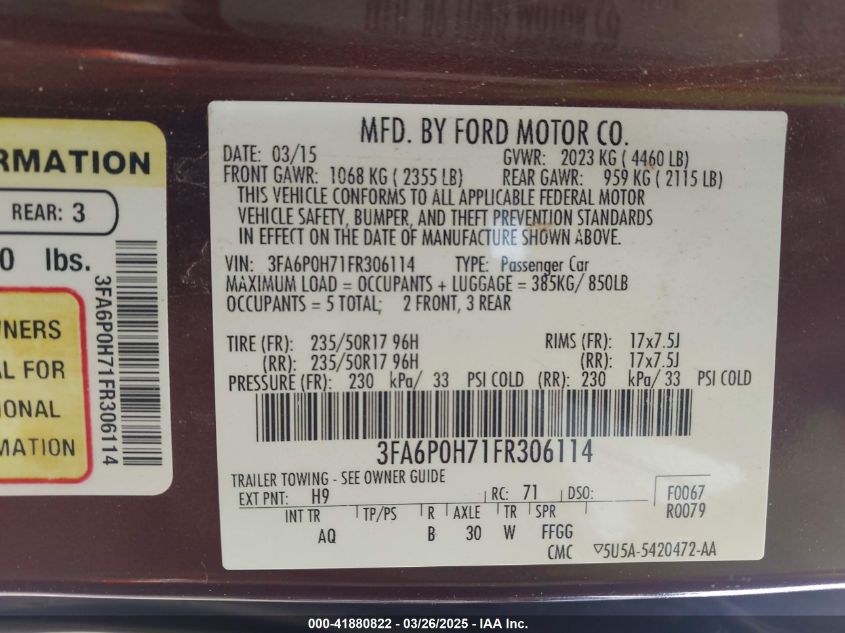 RMATION
REAR: 3
0 lbs.
3FA6P0H71FR306114
WNERS
AL FOR
IONAL
MATION
MFD. BY FORD MOTOR CO.
DATE: 03/15 GVWR: 2023 KG ( 4460 LB)
FRONT GAWR: 1068 KG ( 2355 LB) REAR GAWR: 959 KG ( 2115 LB)
THIS VEHICLE CONFORMS TO ALL APPLICABLE FEDERAL MOTOR
VEHICLE SAFETY, BUMPER, AND THEFT PREVENTION STANDARDS
IN EFFECT ON THE DATE OF MANUFACTURE SHOWN ABOVE.
VIN: 3FA6P0H71FR306114 TYPE: Passenger Car
MAXIMUM LOAD = OCCUPANTS + LUGGAGE = 385KG/ 850LB
OCCUPANTS = 5 TOTAL; 2 FRONT, 3 REAR
TIRE (FR): 235/50R17 96H RIMS (FR): 17x7.5J
(RR): 235/50R17 96H (RR): 17x7.5J
PRESSURE (FR): 230 kPa/ 33 PSI COLD (RR): 230 kPa/ 33 PSI COLD
3FA6P0H71FR306114
TRAILER TOWING - SEE OWNER GUIDE
EXT PNT: H9 RC: 71 DSO: F0067
INT TR TP/PS R AXLE TR SPR R0079
AQ B 30 W FFGG
CMC ▽5U5A-5420472-AA
000-41880822 - 03/26/2025 - IAA Inc.